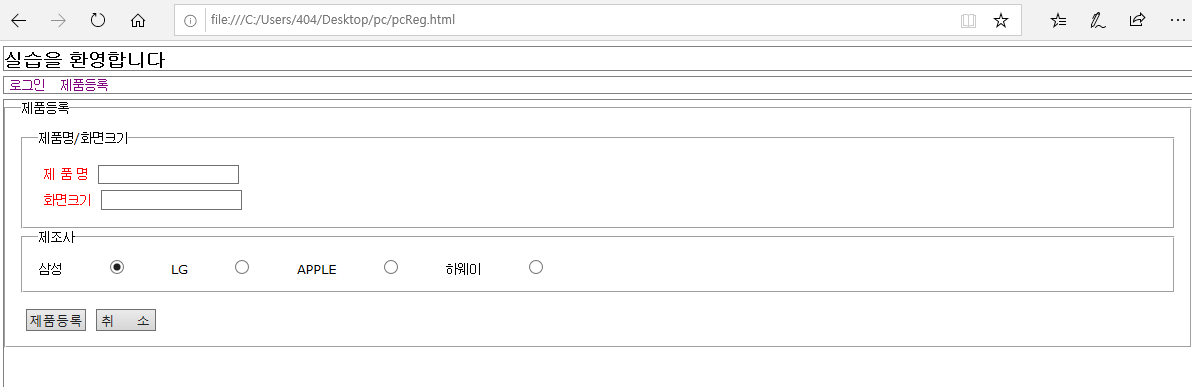 file:///C:/Users/404/Desktop/pc/pcReg.html
실습을 환영합니다
로그인 제품등록
제품등록
제품명/화면크기
제 품 명
화면크기
제조사
삼성 LG APPLE 하웨이
제품등록 취 소